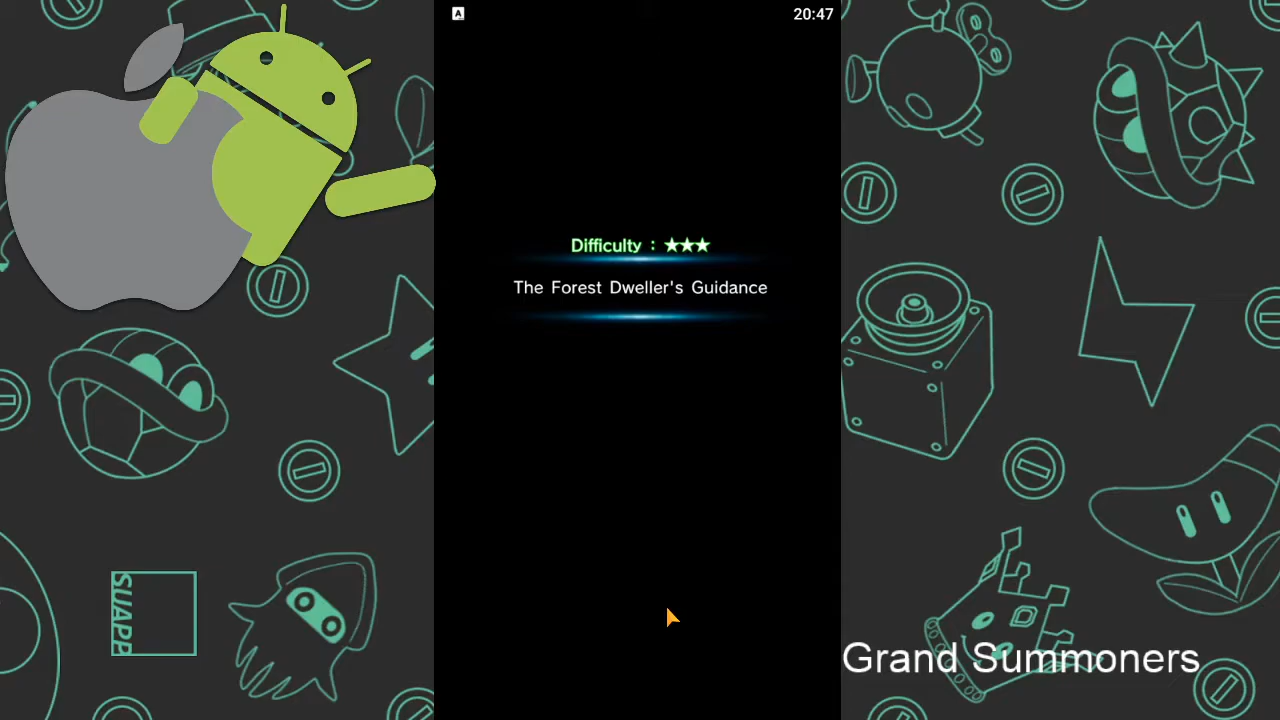 A
20:47
Difficulty : ★★★
The Forest Dweller's Guidance
SUAPP
Grand Summoners